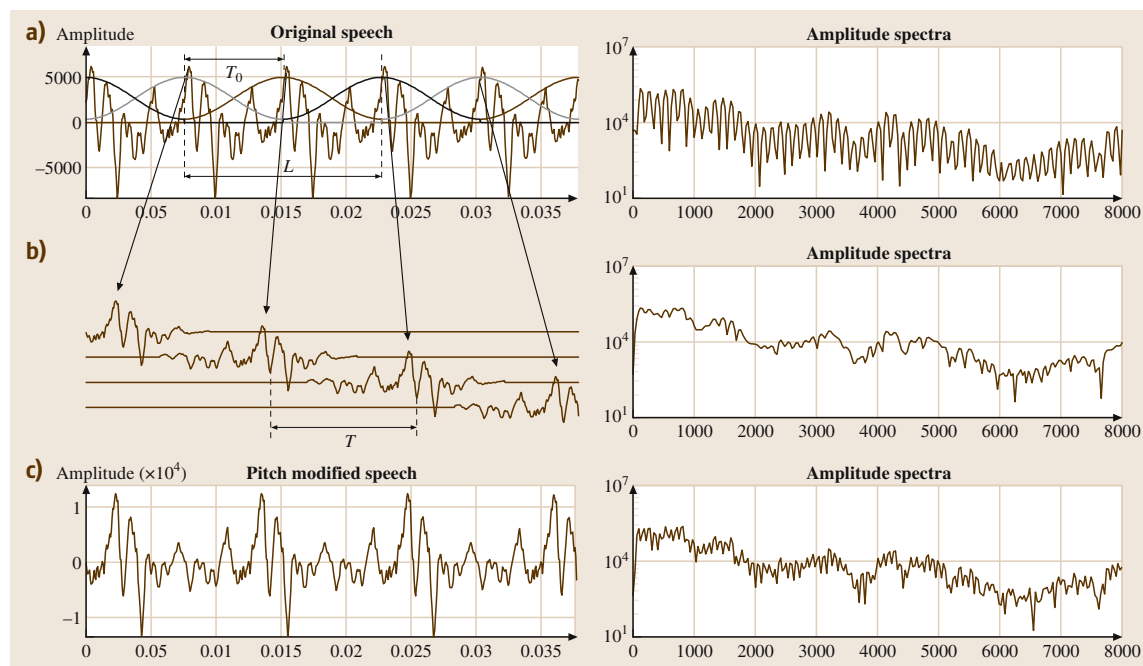 a) Amplitude Original speech Amplitude spectra
10^7
T_0
5000
0
10^4
−5000
L
10^1
0 0.05 0.01 0.015 0.02 0.025 0.03 0.035
0 1000 2000 3000 4000 5000 6000 7000 8000
b) Amplitude spectra
10^7
10^4
10^1
T
0 1000 2000 3000 4000 5000 6000 7000 8000
c) Amplitude (×10^4) Pitch modified speech Amplitude spectra
10^7
1
0
10^4
−1
10^1
0 0.05 0.01 0.015 0.02 0.025 0.03 0.035
0 1000 2000 3000 4000 5000 6000 7000 8000